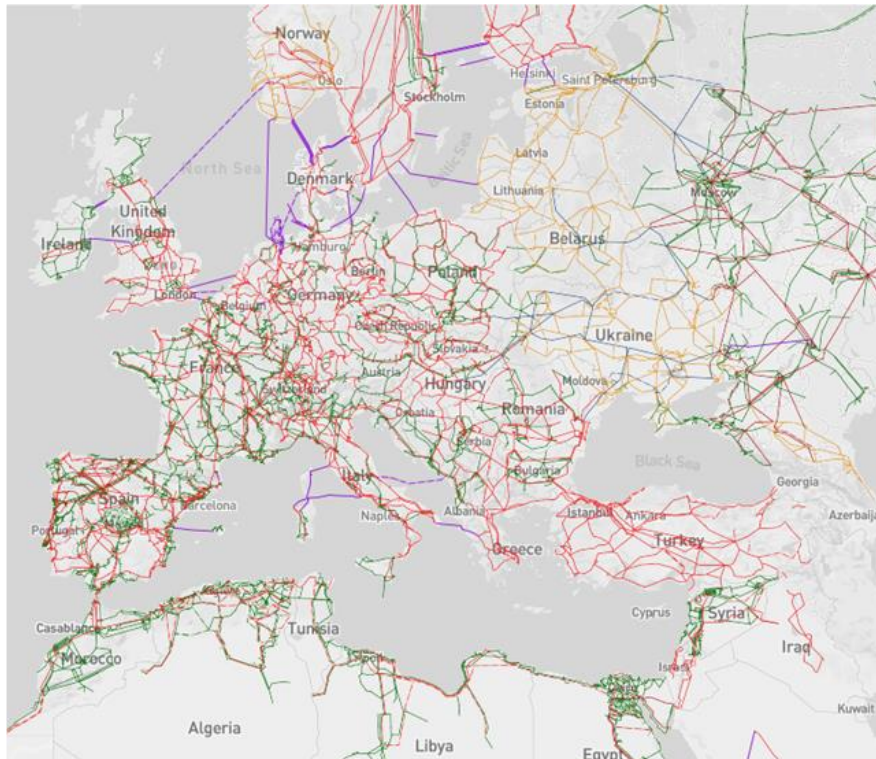 Norway
Oslo
Helsinki
Saint Petersburg
Stockholm
Estonia
North Sea
Baltic Sea
Latvia
Denmark
Moscow
Lithuania
United
Kingdom
Ireland
Belarus
Hamburg
Berlin
Poland
London
Belgium
Germany
Czech Republic
Ukraine
Slovakia
France
Austria
Switzerland
Hungary
Moldova
Croatia
Romania
Serbia
Black Sea
Bulgaria
Italy
Georgia
Spain
Barcelona
Istanbul
Ankara
Azerbaij
Portugal
Naples
Albania
Greece
Turkey
Cyprus
Syria
Casablanca
Tunisia
Morocco
Iraq
Tripoli
Israel
Kuwait
Algeria
Libya
Egypt